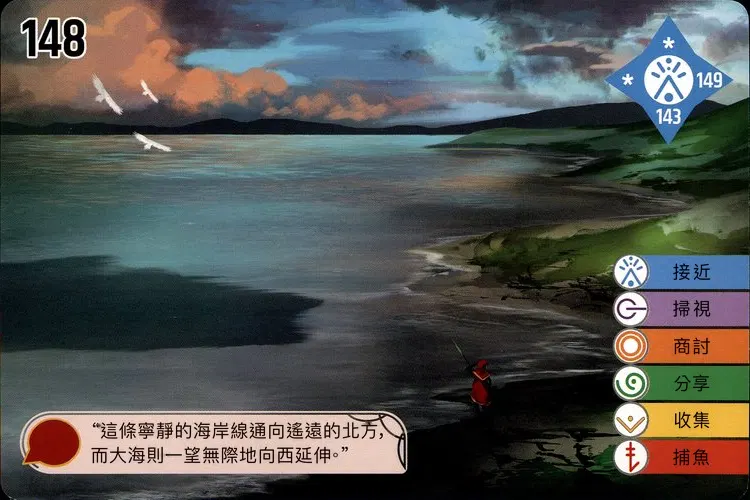 148
*
* 149
143
接近
掃視
商討
分享
收集
捕魚
“這條寧靜的海岸線通向遙遠的北方，
而大海則一望無際地向西延伸。”